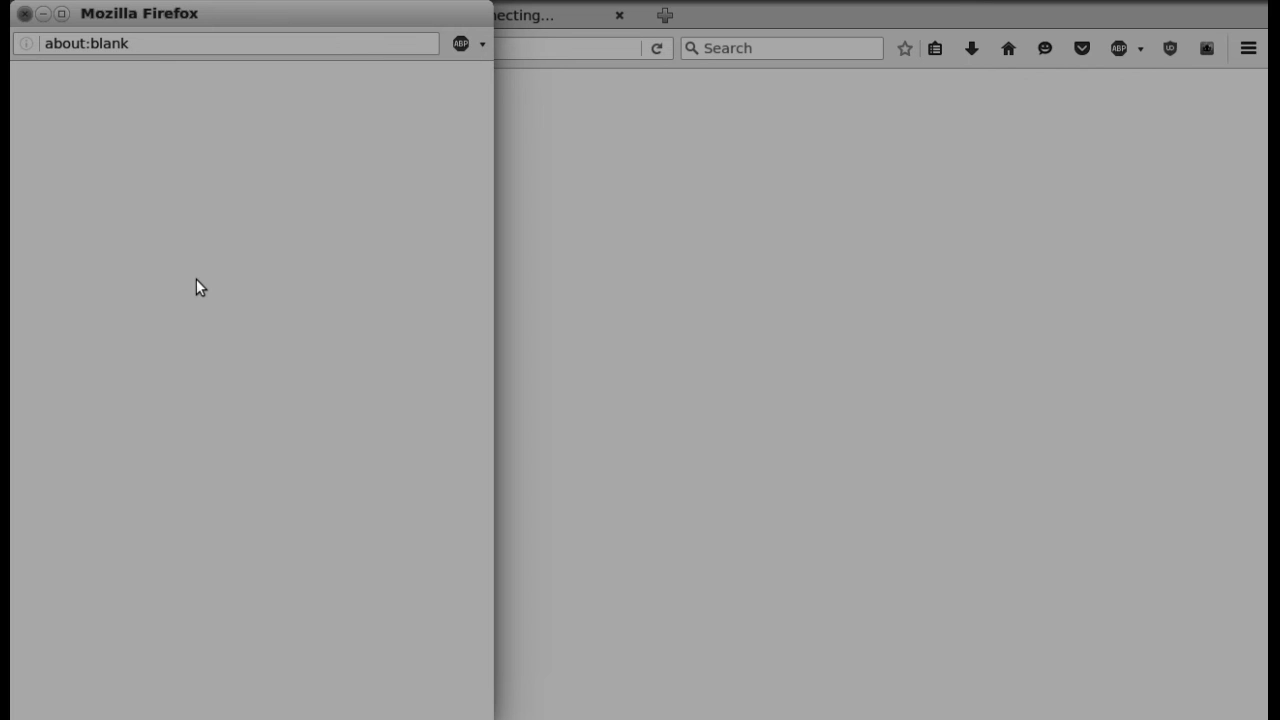 Mozilla Firefox
about:blank
ABP
necting...
Search
ABP